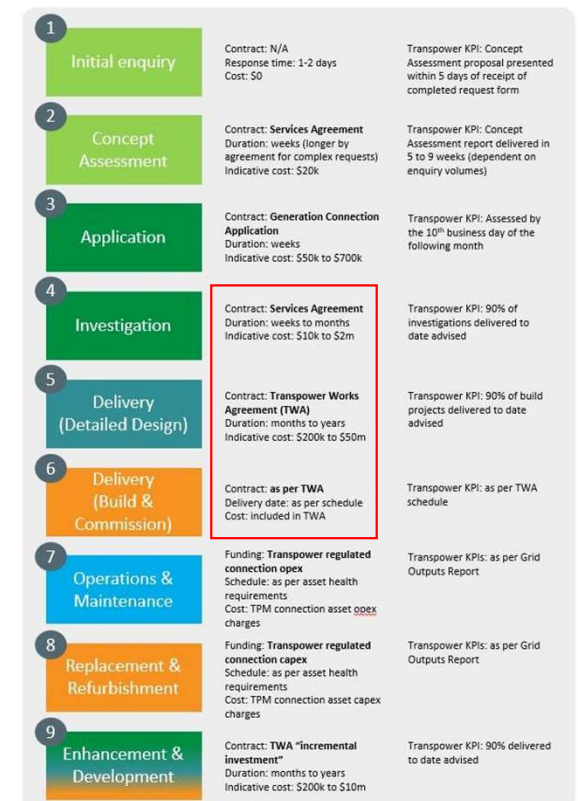 1
Initial enquiry
Contract: N/A
Response time: 1-2 days
Cost: $0
Transpower KPI: Concept
Assessment proposal presented
within 5 days of receipt of
completed request form
2
Concept
Assessment
Contract: Services Agreement
Duration: weeks (longer by
agreement for complex requests)
Indicative cost: $20k
Transpower KPI: Concept
Assessment report delivered in
5 to 9 weeks (dependent on
enquiry volumes)
3
Application
Contract: Generation Connection
Application
Duration: weeks
Indicative cost: $50k to $700k
Transpower KPI: Assessed by
the 10th business day of the
following month
4
Investigation
Contract: Services Agreement
Duration: weeks to months
Indicative cost: $10k to $2m
Transpower KPI: 90% of
investigations delivered to
date advised
5
Delivery
(Detailed Design)
Contract: Transpower Works
Agreement (TWA)
Duration: months to years
Indicative cost: $200k to $50m
Transpower KPI: 90% of build
projects delivered to date
advised
6
Delivery
(Build &
Commission)
Contract: as per TWA
Delivery date: as per schedule
Cost: included in TWA
Transpower KPI: as per TWA
schedule
7
Operations &
Maintenance
Funding: Transpower regulated
connection opex
Schedule: as per asset health
requirements
Cost: TPM connection asset opex
charges
Transpower KPIs: as per Grid
Outputs Report
8
Replacement &
Refurbishment
Funding: Transpower regulated
connection capex
Schedule: as per asset health
requirements
Cost: TPM connection asset capex
charges
Transpower KPIs: as per Grid
Outputs Report
9
Enhancement &
Development
Contract: TWA “incremental
investment”
Duration: months to years
Indicative cost: $200k to $10m
Transpower KPI: 90% delivered
to date advised